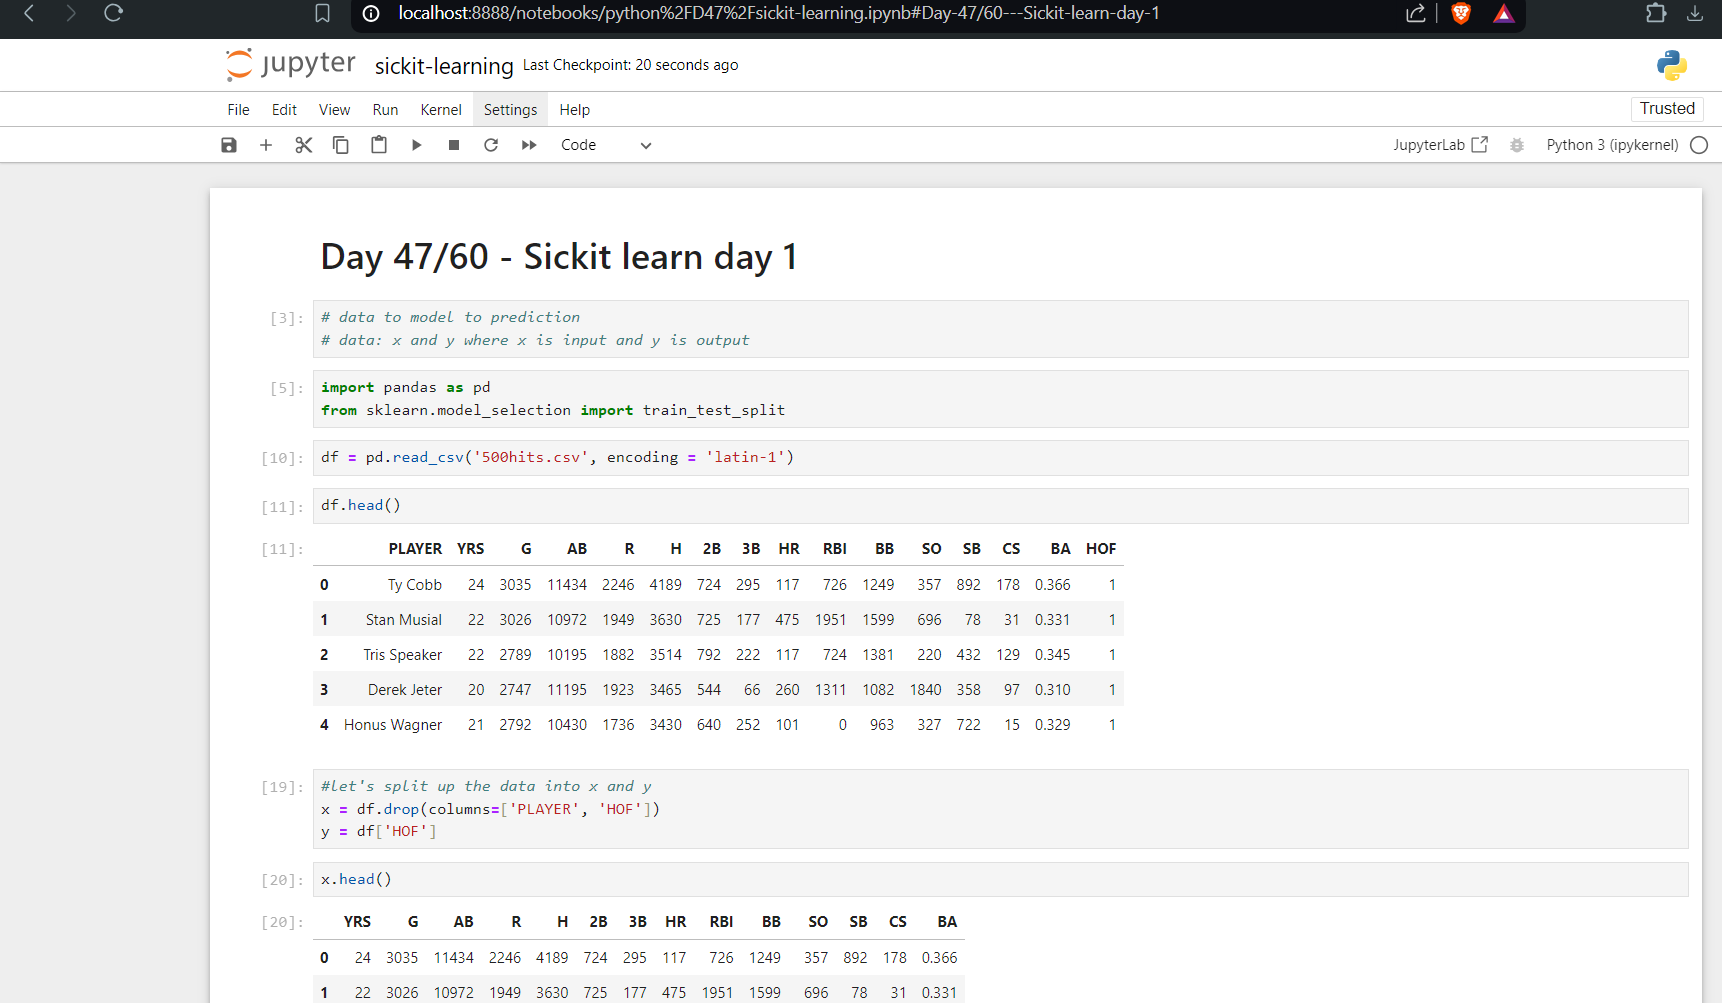 localhost:8888/notebooks/python%2FD47%2Fsickit-learning.ipynb#Day-47/60---Sickit-learn-day-1
jupyter sickit-learning Last Checkpoint: 20 seconds ago
File Edit View Run Kernel Settings Help Trusted
Code JupyterLab Python 3 (ipykernel)
Day 47/60 - Sickit learn day 1
[3]: # data to model to prediction
# data: x and y where x is input and y is output
[5]: import pandas as pd
from sklearn.model_selection import train_test_split
[10]: df = pd.read_csv('500hits.csv', encoding = 'latin-1')
[11]: df.head()
[11]: PLAYER YRS G AB R H 2B 3B HR RBI BB SO SB CS BA HOF
0 Ty Cobb 24 3035 11434 2246 4189 724 295 117 726 1249 357 892 178 0.366 1
1 Stan Musial 22 3026 10972 1949 3630 725 177 475 1951 1599 696 78 31 0.331 1
2 Tris Speaker 22 2789 10195 1882 3514 792 222 117 724 1381 220 432 129 0.345 1
3 Derek Jeter 20 2747 11195 1923 3465 544 66 260 1311 1082 1840 358 97 0.310 1
4 Honus Wagner 21 2792 10430 1736 3430 640 252 101 0 963 327 722 15 0.329 1
[19]: #let's split up the data into x and y
x = df.drop(columns=['PLAYER', 'HOF'])
y = df['HOF']
[20]: x.head()
[20]: YRS G AB R H 2B 3B HR RBI BB SO SB CS BA
0 24 3035 11434 2246 4189 724 295 117 726 1249 357 892 178 0.366
1 22 3026 10972 1949 3630 725 177 475 1951 1599 696 78 31 0.331